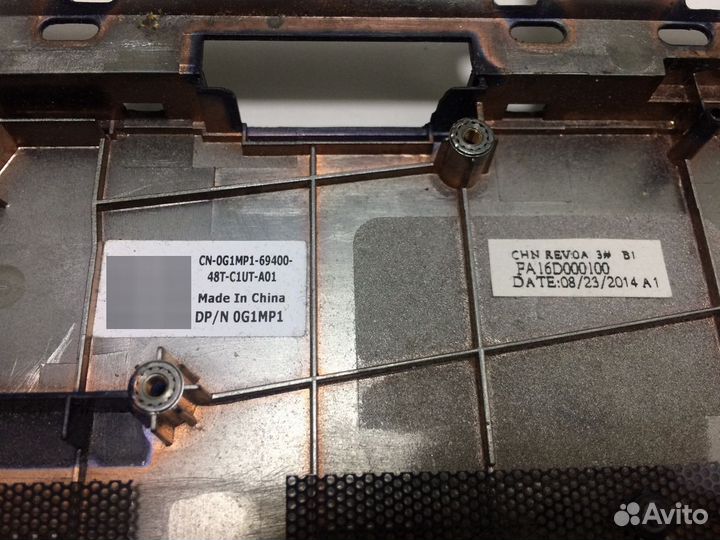 CN-0G1MP1-69400-
48T-C1UT-A01
Made In China
DP/N 0G1MP1
CHN REV:0A 3# B1
FA16D000100
DATE:08/23/2014 A1
Avito